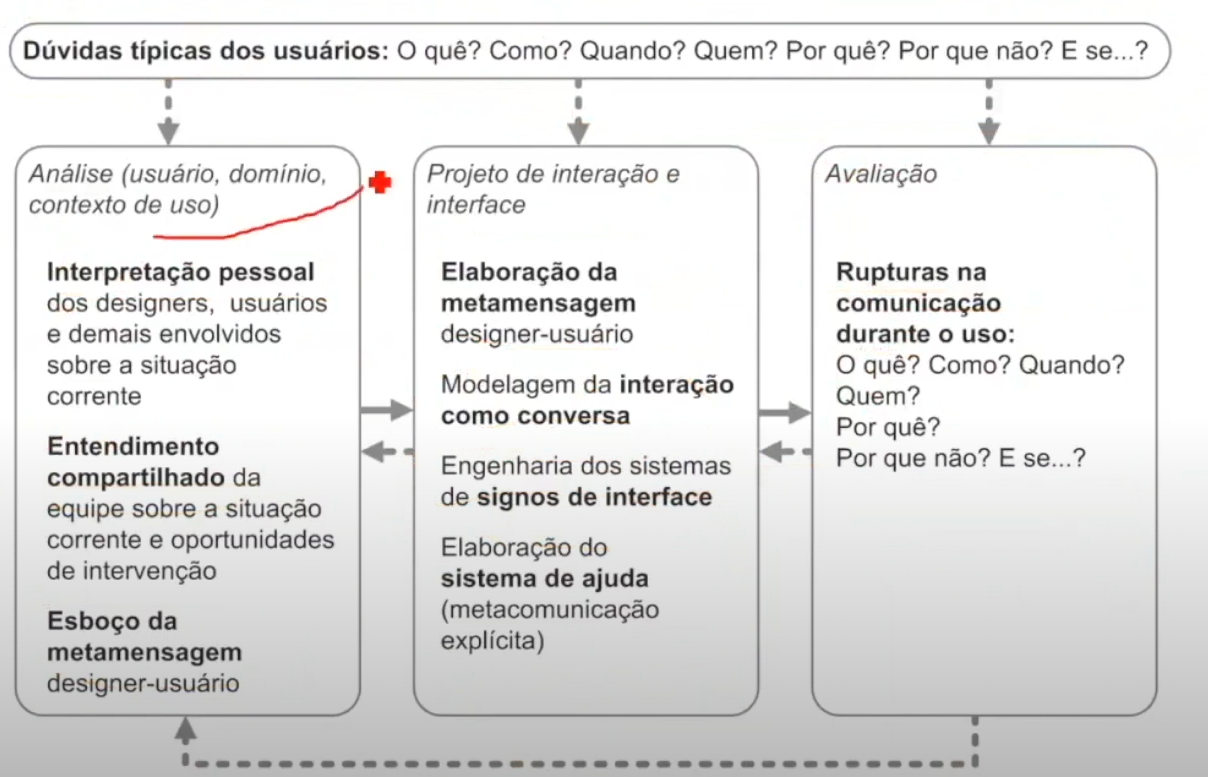 Dúvidas típicas dos usuários: O quê? Como? Quando? Quem? Por quê? Por que não? E se...?
Análise (usuário, domínio,
contexto de uso)
Interpretação pessoal
dos designers, usuários
e demais envolvidos
sobre a situação
corrente
Entendimento
compartilhado da
equipe sobre a situação
corrente e oportunidades
de intervenção
Esboço da
metamensagem
designer-usuário
Projeto de interação e
interface
Elaboração da
metamensagem
designer-usuário
Modelagem da interação
como conversa
Engenharia dos sistemas
de signos de interface
Elaboração do
sistema de ajuda
(metacomunicação
explícita)
Avaliação
Rupturas na
comunicação
durante o uso:
O quê? Como? Quando?
Quem?
Por quê?
Por que não? E se...?